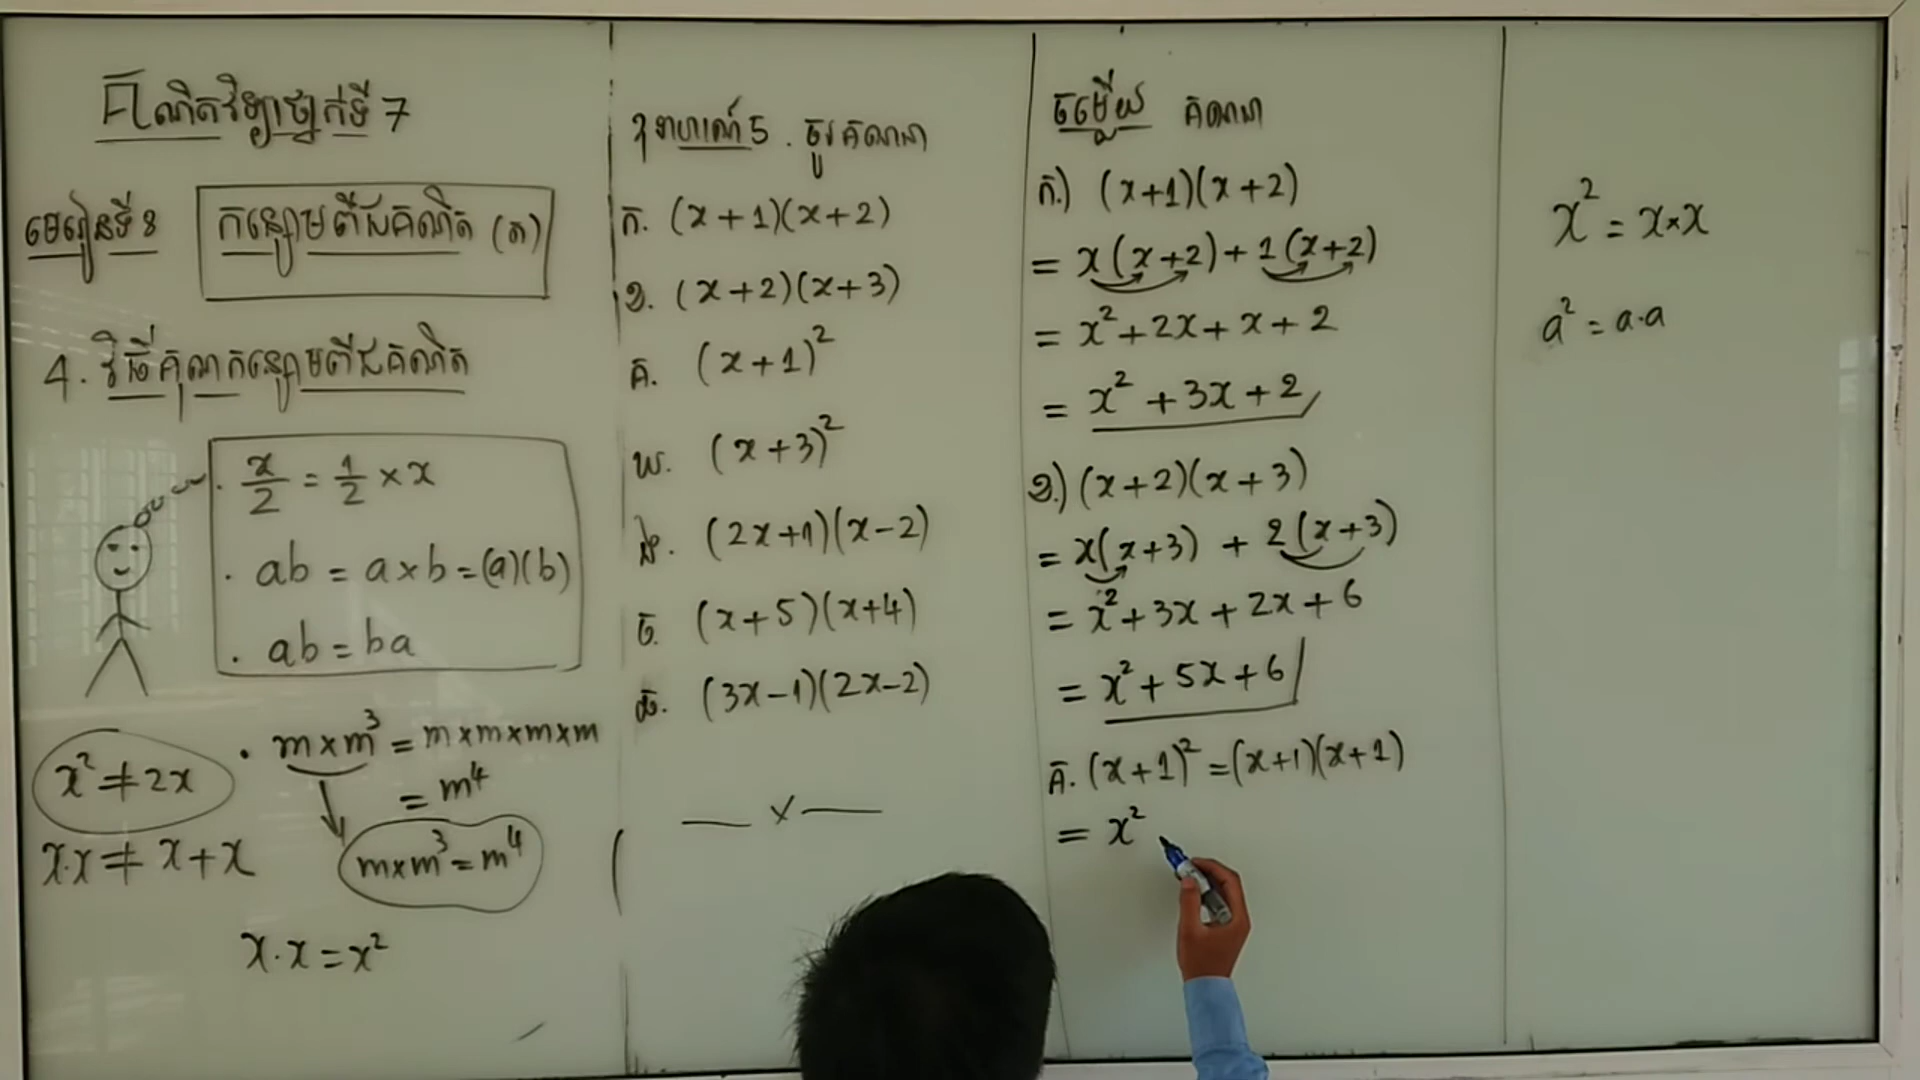 គណិតវិទ្យាថ្នាក់ទី 7
មេរៀនទី 8 កន្សោមពីជគណិត (ត)
4. វិធីគុណកន្សោមពីជគណិត
. x/2 = 1/2 × x
. ab = a×b = (a)(b)
. ab = ba
x² ≠ 2x
x·x ≠ x+x
. m×m³ = m×m×m×m
= m⁴
m×m³ = m⁴
x·x = x²
ឧទាហរណ៍ 5 . ចូរគណនា
ក. (x+1)(x+2)
ខ. (x+2)(x+3)
គ. (x+1)²
ឃ. (x+3)²
ង. (2x+1)(x-2)
ច. (x+5)(x+4)
ឆ. (3x-1)(2x-2)
— x —
ចម្លើយ គណនា
ក.) (x+1)(x+2)
= x(x+2)+1(x+2)
= x²+2x+x+2
= x²+3x+2
ខ.) (x+2)(x+3)
= x(x+3) + 2(x+3)
= x²+3x+2x+6
= x²+5x+6
គ. (x+1)² = (x+1)(x+1)
= x²
x² = x×x
a² = a·a